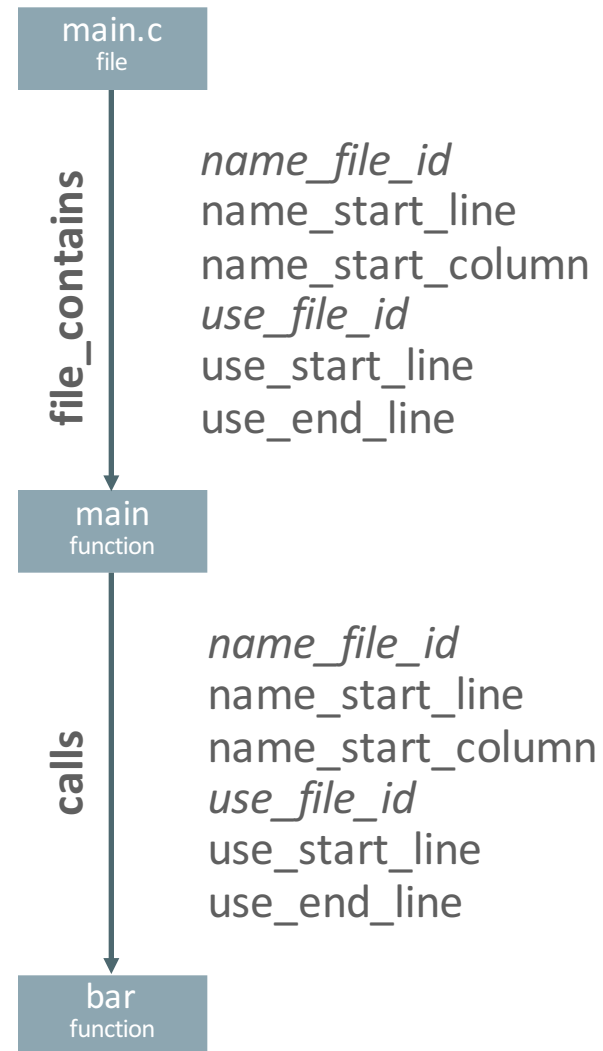 main.c
file
file_contains
name_file_id
name_start_line
name_start_column
use_file_id
use_start_line
use_end_line
main
function
calls
name_file_id
name_start_line
name_start_column
use_file_id
use_start_line
use_end_line
bar
function